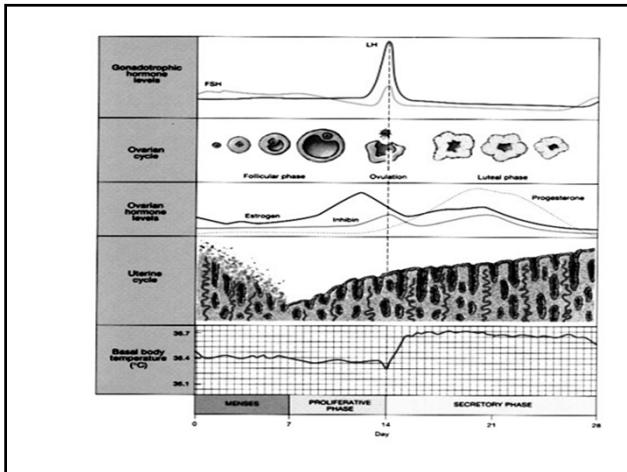 Gonadotrophic
hormone
levels
FSH
LH
Ovarian
cycle
Follicular phase
Ovulation
Luteal phase
Ovarian
hormone
levels
Estrogen
Inhibin
Progesterone
Uterine
cycle
Basal body
temperature
(°C)
36.7
36.4
36.1
MENSES
PROLIFERATIVE
PHASE
SECRETORY PHASE
0
7
14
21
28
Day